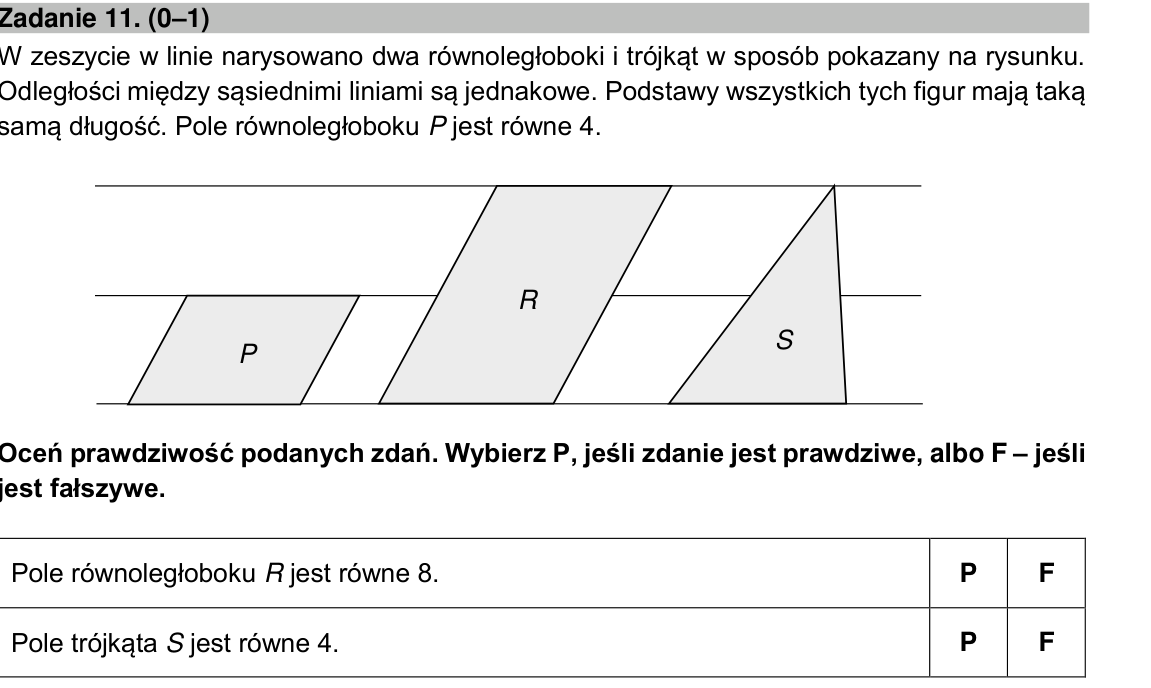 Zadanie 11. (0–1)
W zeszycie w linie narysowano dwa równoległoboki i trójkąt w sposób pokazany na rysunku.
Odległości między sąsiednimi liniami są jednakowe. Podstawy wszystkich tych figur mają taką
samą długość. Pole równoległoboku P jest równe 4.
R
S
P
Oceń prawdziwość podanych zdań. Wybierz P, jeśli zdanie jest prawdziwe, albo F – jeśli
jest fałszywe.
Pole równoległoboku R jest równe 8. P F
Pole trójkąta S jest równe 4. P F